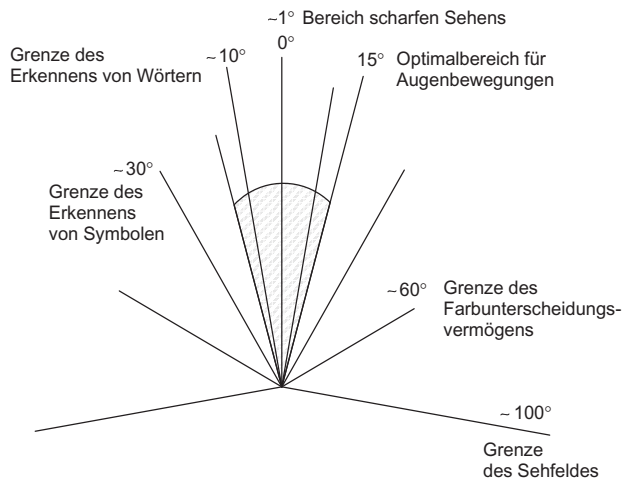 ~1° Bereich scharfen Sehens
0°
Grenze des
Erkennens von Wörtern
~10°
15°
Optimalbereich für
Augenbewegungen
~30°
Grenze des
Erkennens
von Symbolen
~60°
Grenze des
Farbunterscheidungs-
vermögens
~100°
Grenze
des Sehfeldes